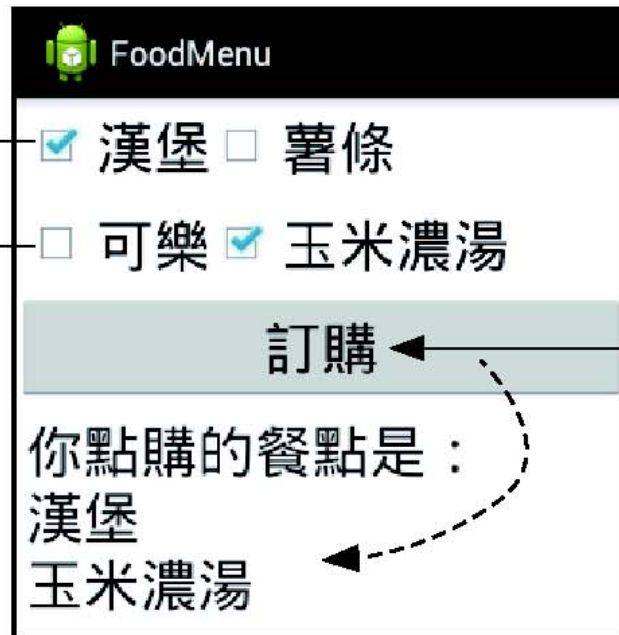 FoodMenu
漢堡 薯條
可樂 玉米濃湯
訂購
你點購的餐點是：
漢堡
玉米濃湯